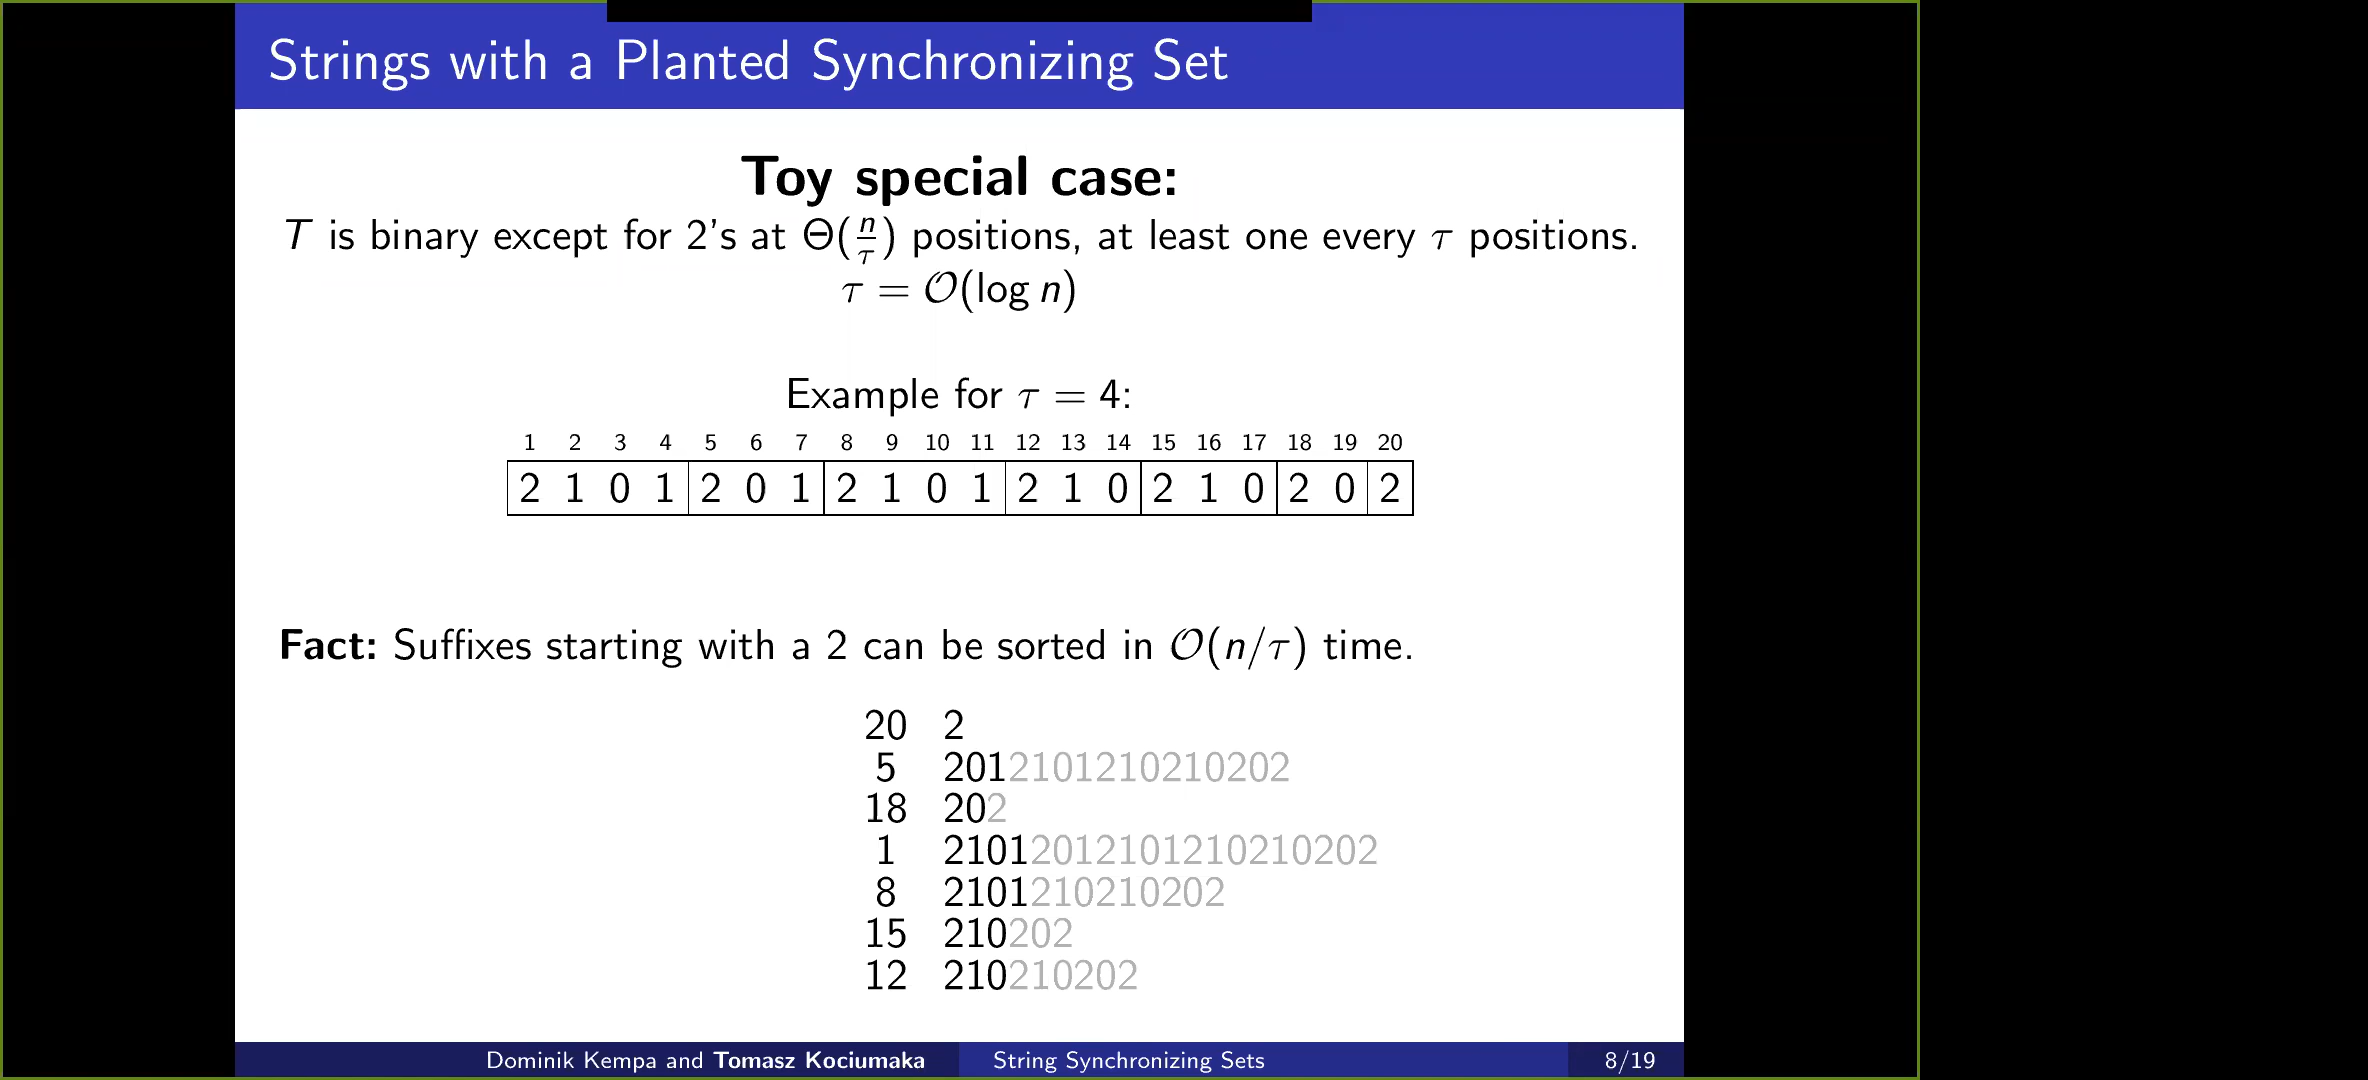 Strings with a Planted Synchronizing Set
Toy special case:
T is binary except for 2's at Θ(n/τ) positions, at least one every τ positions.
τ = O(log n)
Example for τ = 4:
1 2 3 4 5 6 7 8 9 10 11 12 13 14 15 16 17 18 19 20
2 1 0 1 2 0 1 2 1 0 1 2 1 0 2 1 0 2 0 2
Fact: Suffixes starting with a 2 can be sorted in O(n/τ) time.
20 2
5 2012101210210202
18 202
1 21012012101210210202
8 2101210210202
15 210202
12 210210202
Dominik Kempa and Tomasz Kociumaka String Synchronizing Sets 8/19